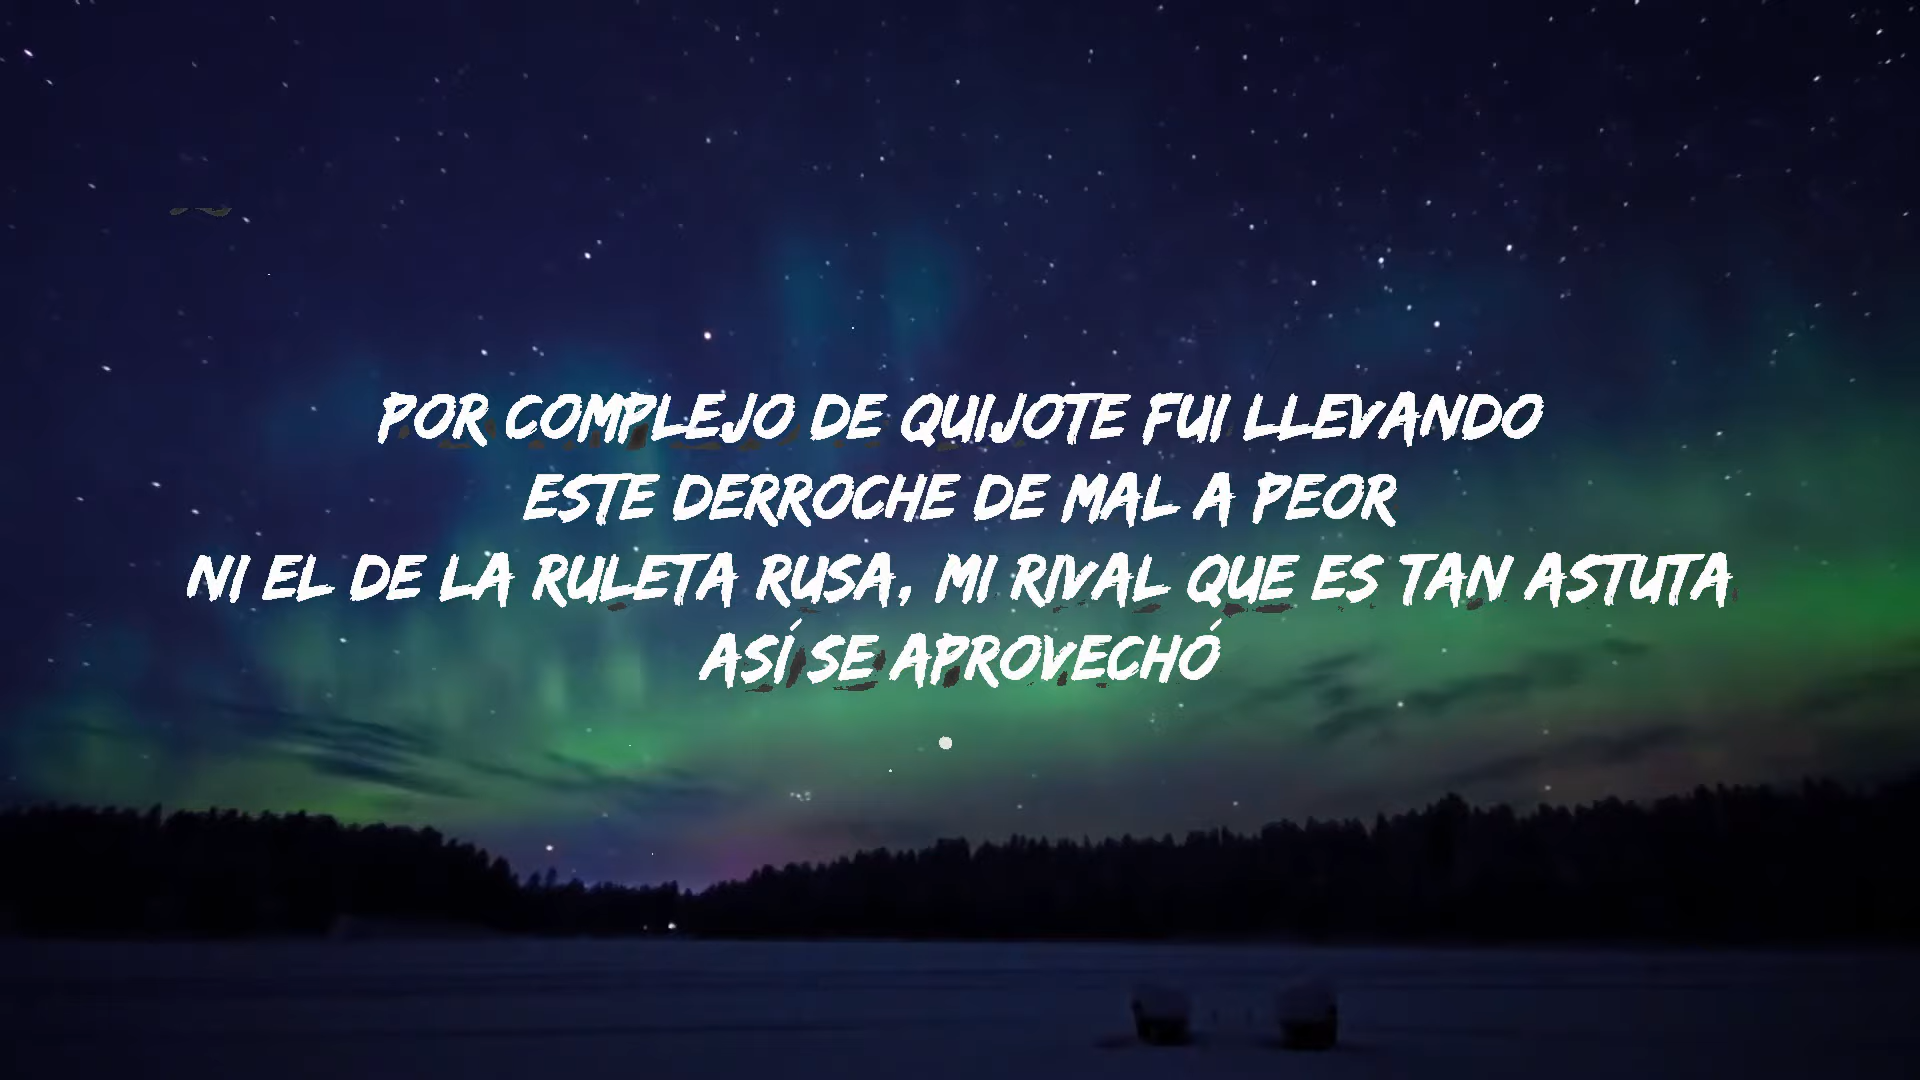 POR COMPLEJO DE QUIJOTE FUI LLEVANDO
ESTE DERROCHE DE MAL A PEOR
NI EL DE LA RULETA RUSA, MI RIVAL QUE ES TAN ASTUTA
ASÍ SE APROVECHÓ